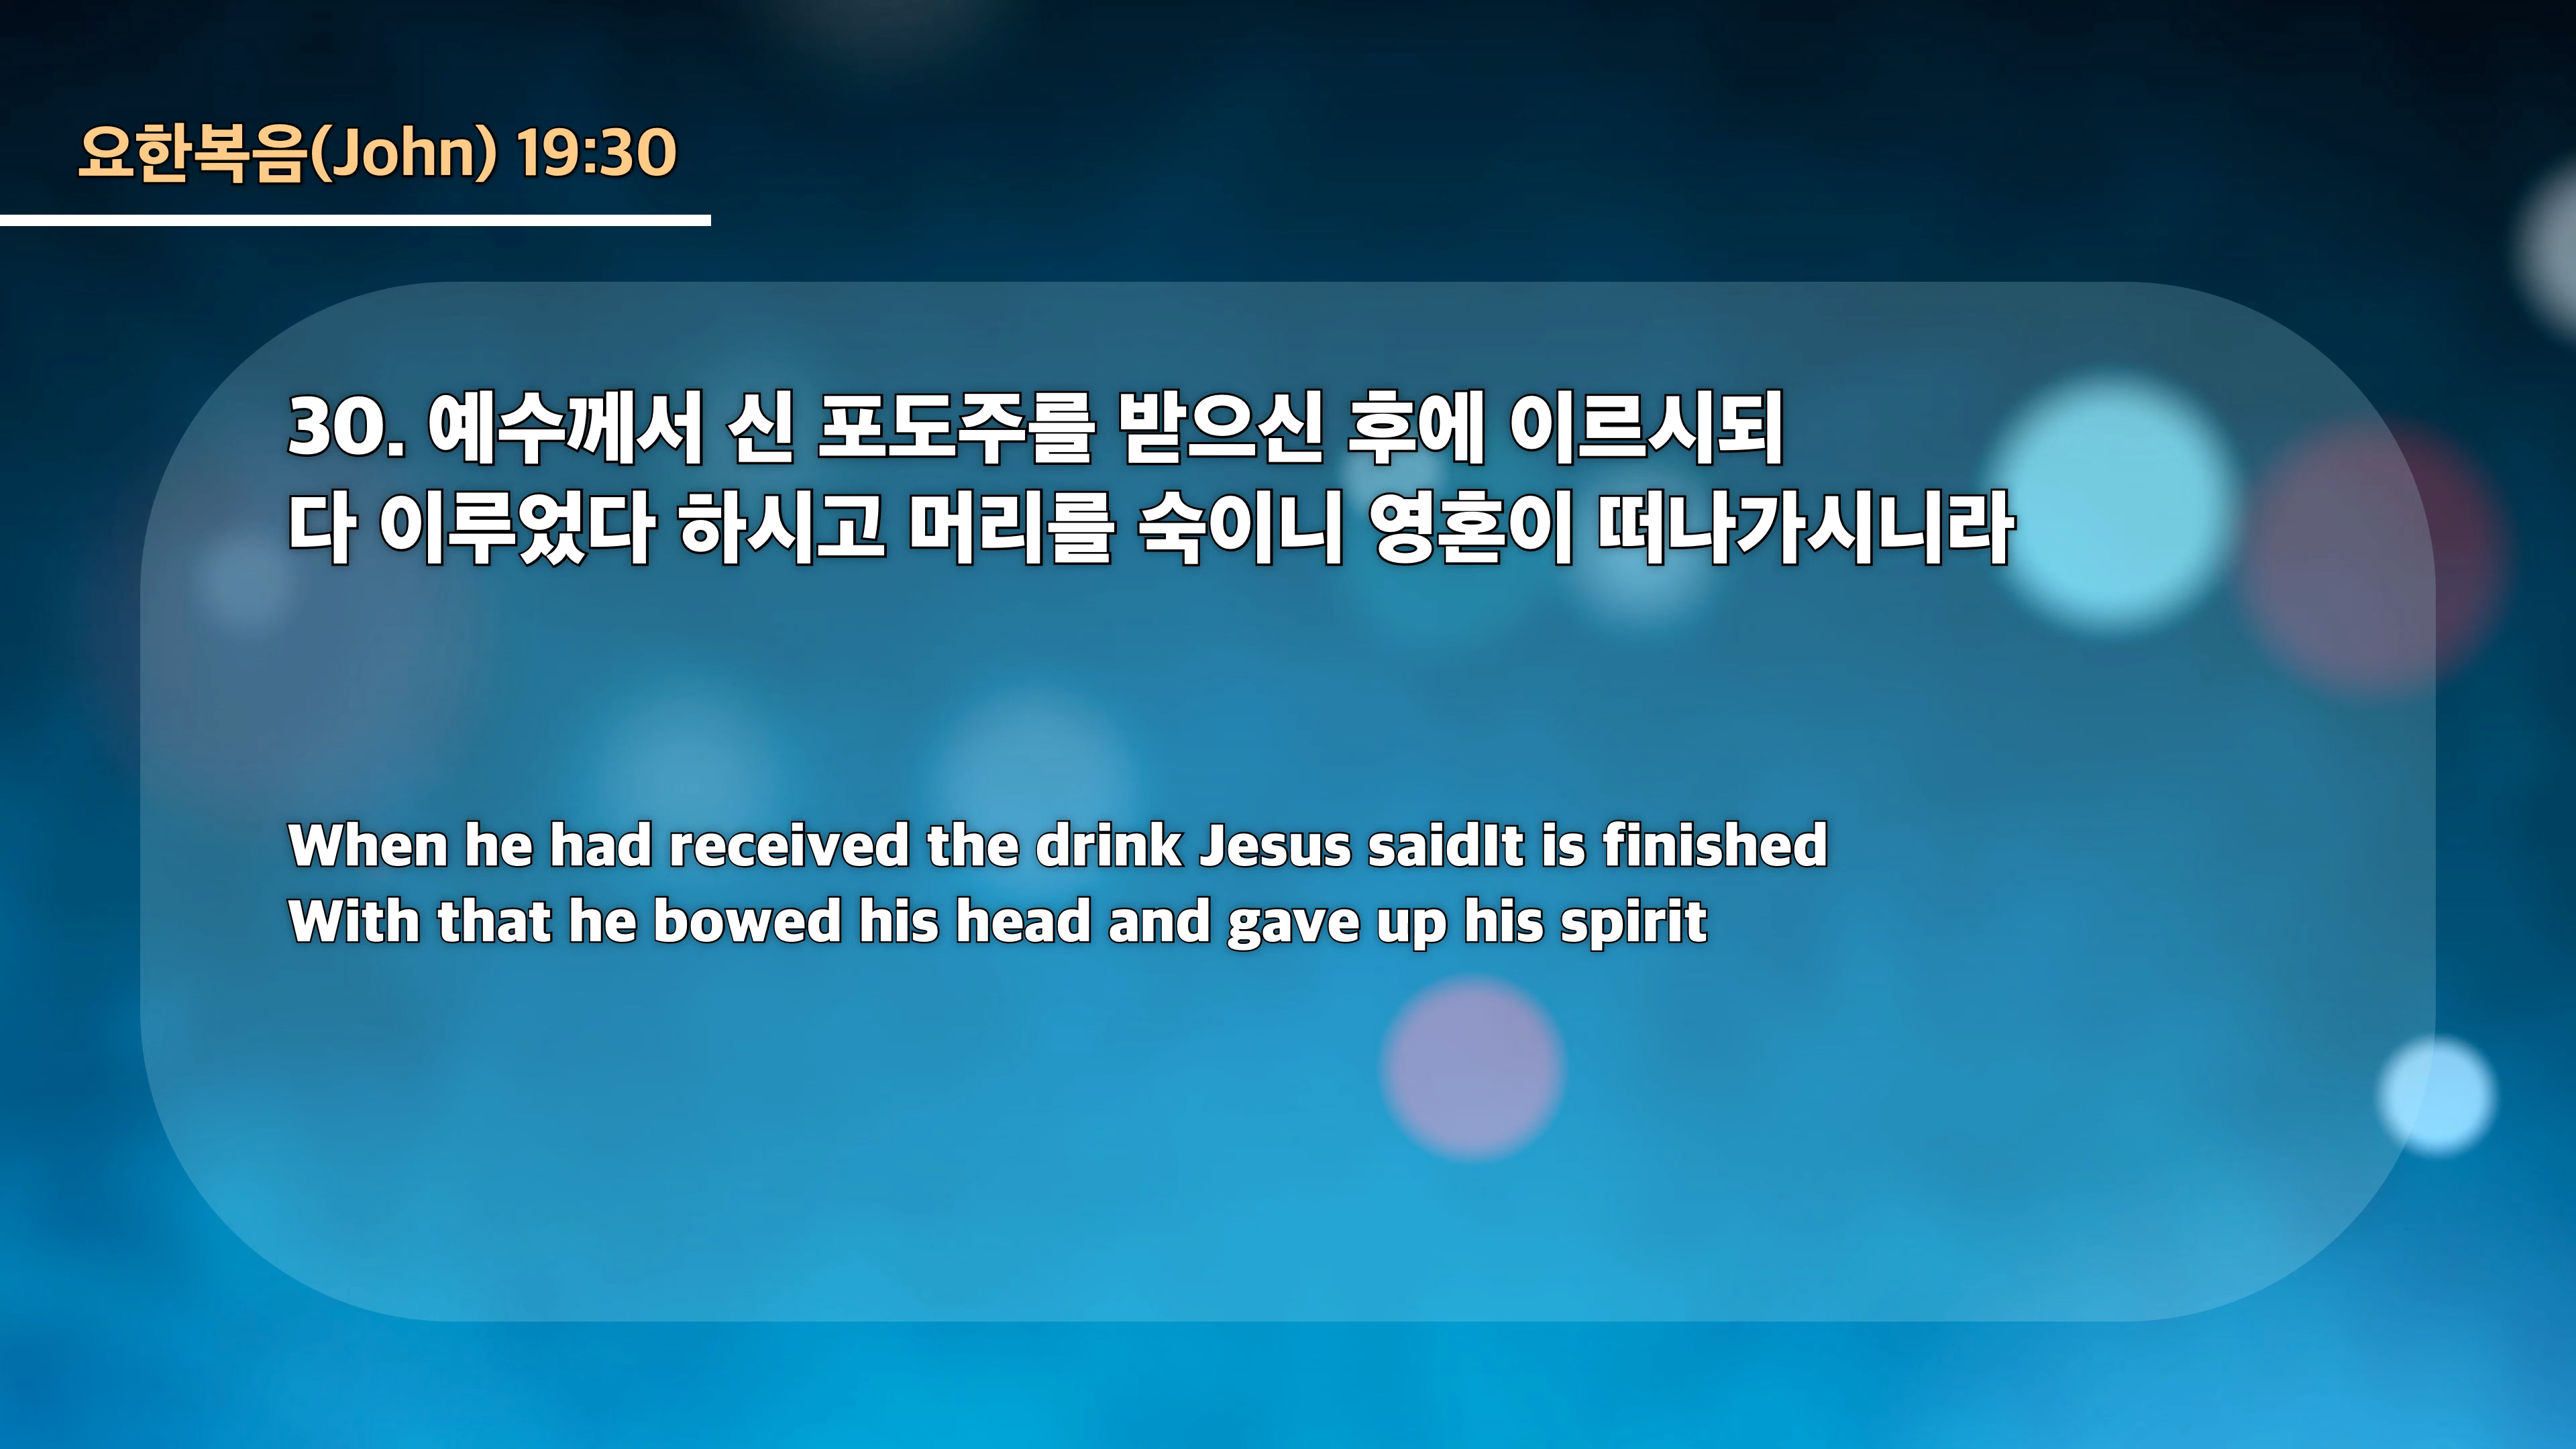 요한복음(John) 19:30
30. 예수께서 신 포도주를 받으신 후에 이르시되
다 이루었다 하시고 머리를 숙이니 영혼이 떠나가시니라
When he had received the drink Jesus saidIt is finished
With that he bowed his head and gave up his spirit